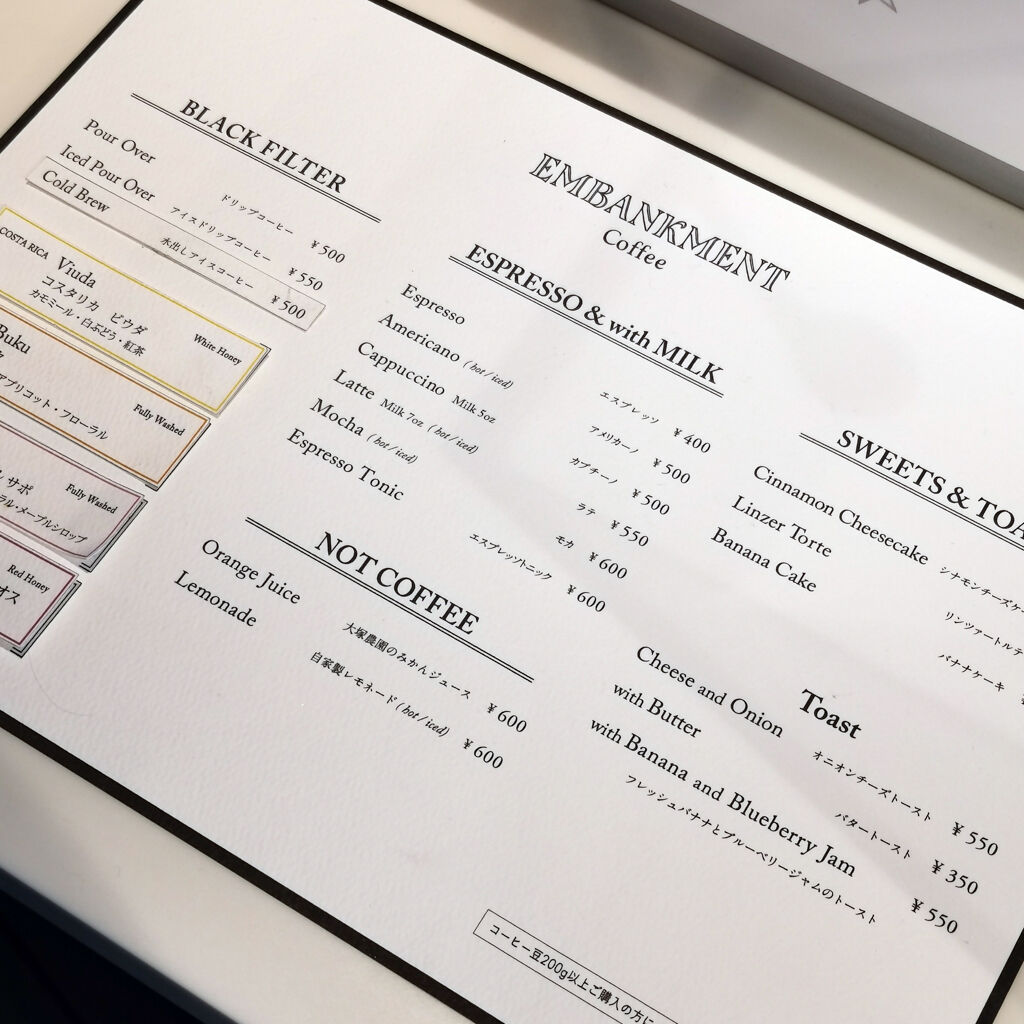 EMBANKMENT
Coffee
BLACK FILTER
Pour Over ドリップコーヒー ¥500
Iced Pour Over アイスドリップコーヒー ¥550
Cold Brew 水出しアイスコーヒー ¥500
COSTA RICA Viuda White Honey
コスタリカ ビウダ
カモミール・白ぶどう・紅茶
Buku Fully Washed
アプリコット・フローラル
サポ Fully Washed
ラル・メープルシロップ
Red Honey
オス
ESPRESSO & with MILK
Espresso エスプレッソ ¥400
Americano (hot/iced) アメリカーノ ¥500
Cappuccino Milk 5oz カプチーノ ¥500
Latte Milk 7oz (hot/iced) ラテ ¥550
Mocha (hot/iced) モカ ¥600
Espresso Tonic エスプレッソトニック ¥600
NOT COFFEE
Orange Juice 大塚農園のみかんジュース ¥600
Lemonade 自家製レモネード (hot/iced) ¥600
SWEETS & TOA
Cinnamon Cheesecake シナモンチーズケ
Linzer Torte リンツァートルテ
Banana Cake バナナケーキ ¥
Toast
Cheese and Onion オニオンチーズトースト ¥550
with Butter バタートースト ¥350
with Banana and Blueberry Jam ¥550
フレッシュバナナとブルーベリージャムのトースト
コーヒー豆200g以上ご購入の方に